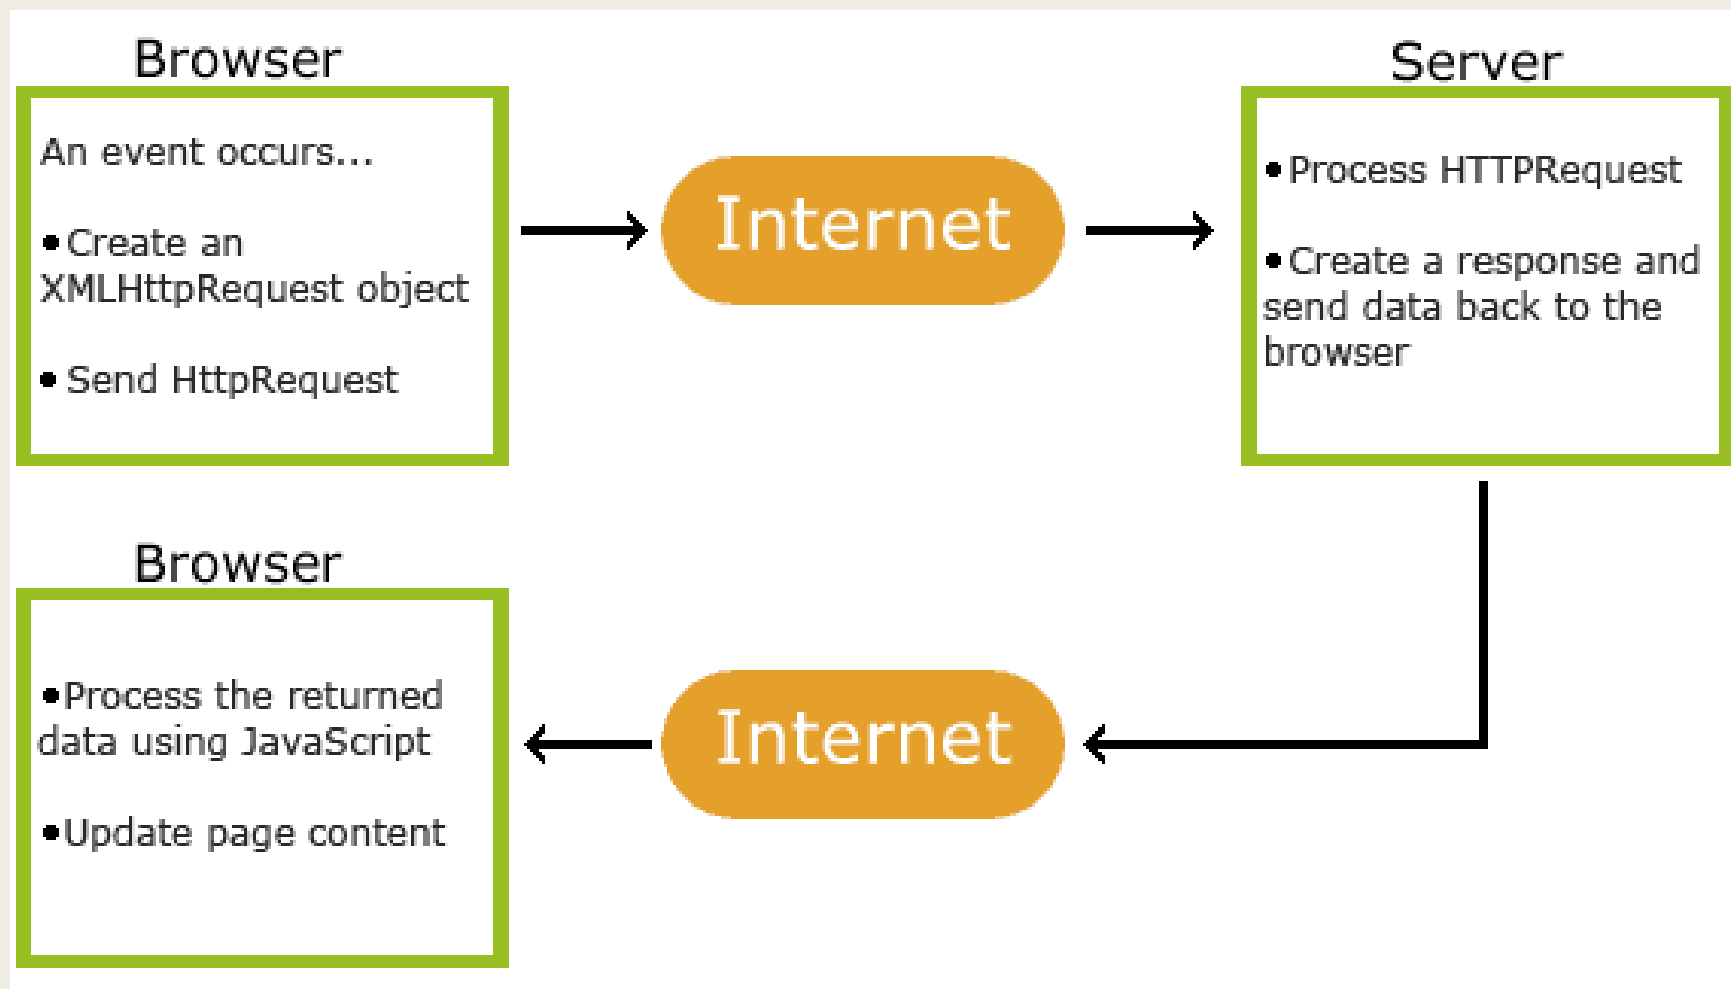 Browser
An event occurs...
•Create an
XMLHttpRequest object
• Send HttpRequest
Internet
Server
•Process HTTPRequest
•Create a response and
send data back to the
browser
Browser
•Process the returned
data using JavaScript
•Update page content
Internet